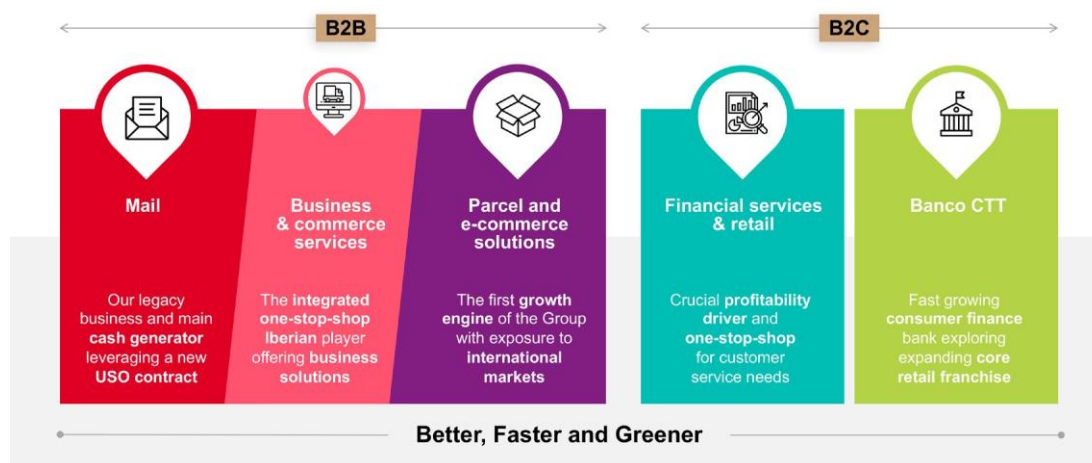 B2B
B2C
Mail
Our legacy
business and main
cash generator
leveraging a new
USO contract
Business
& commerce
services
The integrated
one-stop-shop
Iberian player
offering business
solutions
Parcel and
e-commerce
solutions
The first growth
engine of the Group
with exposure to
international
markets
Financial services
& retail
Crucial profitability
driver and
one-stop-shop
for customer
service needs
Banco CTT
Fast growing
consumer finance
bank exploring
expanding core
retail franchise
Better, Faster and Greener